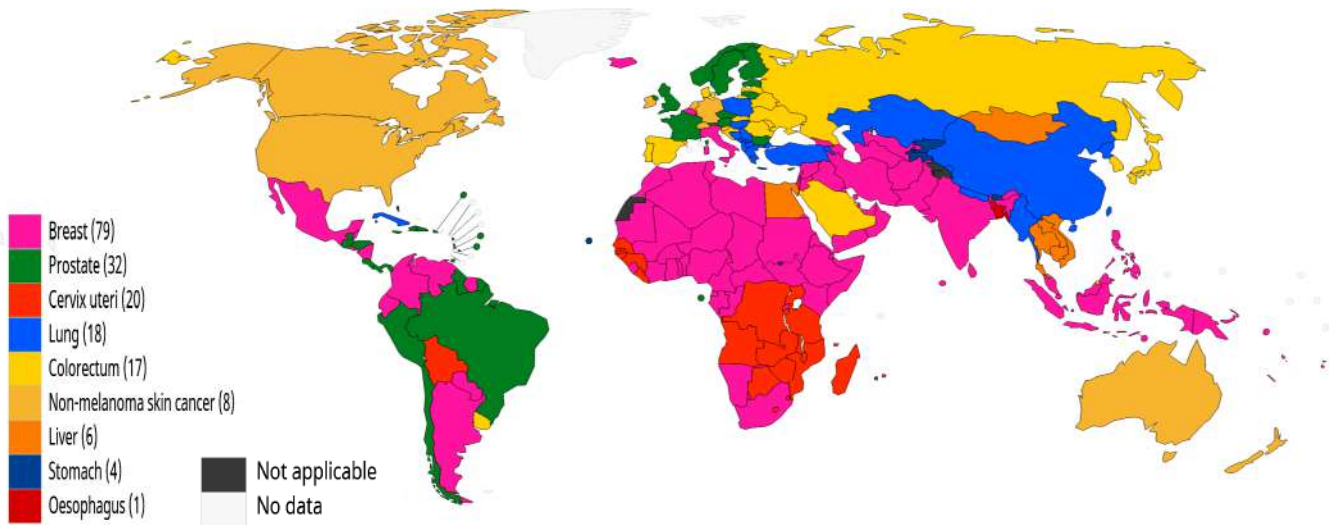 Breast (79)
Prostate (32)
Cervix uteri (20)
Lung (18)
Colorectum (17)
Non-melanoma skin cancer (8)
Liver (6)
Stomach (4)
Oesophagus (1)
Not applicable
No data